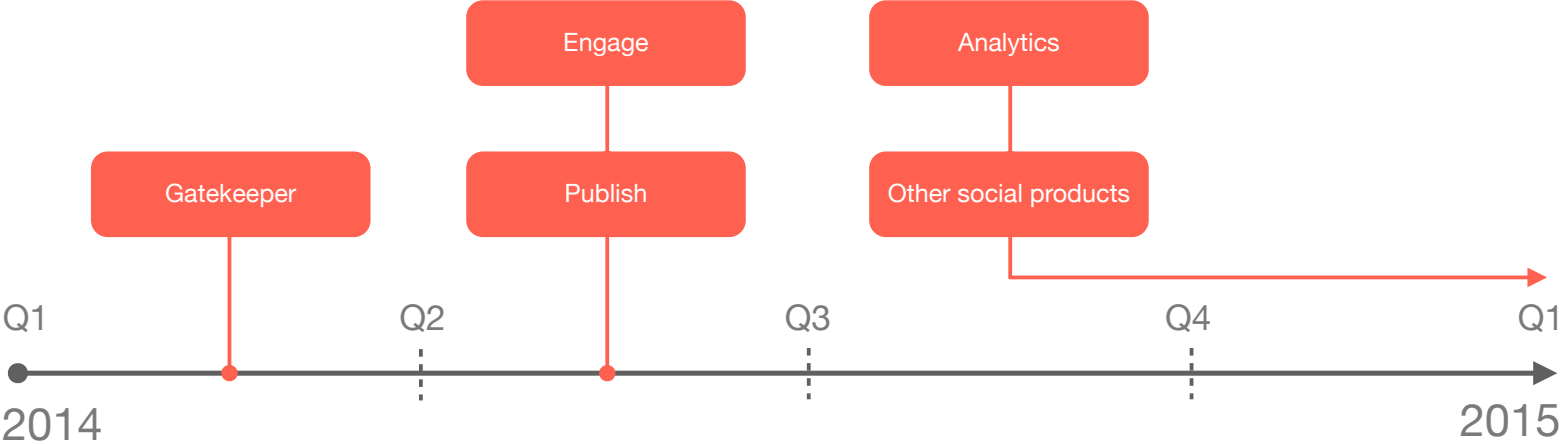 Engage
Analytics
Gatekeeper
Publish
Other social products
Q1
Q2
Q3
Q4
Q1
2014
2015